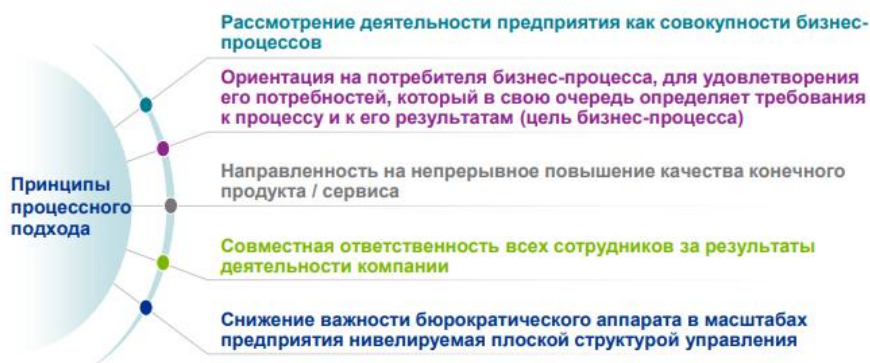 Рассмотрение деятельности предприятия как совокупности бизнес-
процессов
Ориентация на потребителя бизнес-процесса, для удовлетворения
его потребностей, который в свою очередь определяет требования
к процессу и к его результатам (цель бизнес-процесса)
Принципы
процессного
подхода
Направленность на непрерывное повышение качества конечного
продукта / сервиса
Совместная ответственность всех сотрудников за результаты
деятельности компании
Снижение важности бюрократического аппарата в масштабах
предприятия нивелируемая плоской структурой управления